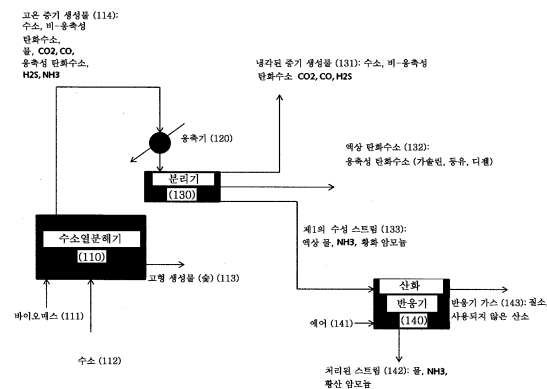 고온 증기 생성물 (114):
수소, 비-응축성
탄화수소,
물, CO2, CO,
응축성 탄화수소,
H2S, NH3
냉각된 증기 생성물 (131): 수소, 비-응축성
탄화수소 CO2, CO, H2S
응축기 (120)
액상 탄화수소 (132):
응축성 탄화수소 (가솔린, 등유, 디젤)
분리기
(130)
제1의 수성 스트림 (133):
액상 물, NH3, 황화 암모늄
수소열분해기
(110)
고형 생성물 (숯) (113)
바이오매스 (111)
수소 (112)
산화
반응기
(140)
에어 (141)
반응기 가스 (143): 질소,
사용되지 않은 산소
처리된 스트림 (142): 물, NH3,
황산 암모늄